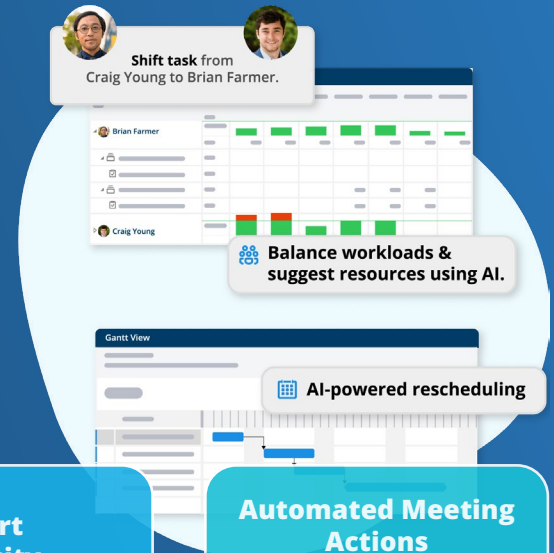 Shift task from
Craig Young to Brian Farmer.
Brian Farmer
Craig Young
Balance workloads &
suggest resources using AI.
Gantt View
AI-powered rescheduling
Automated Meeting
Actions